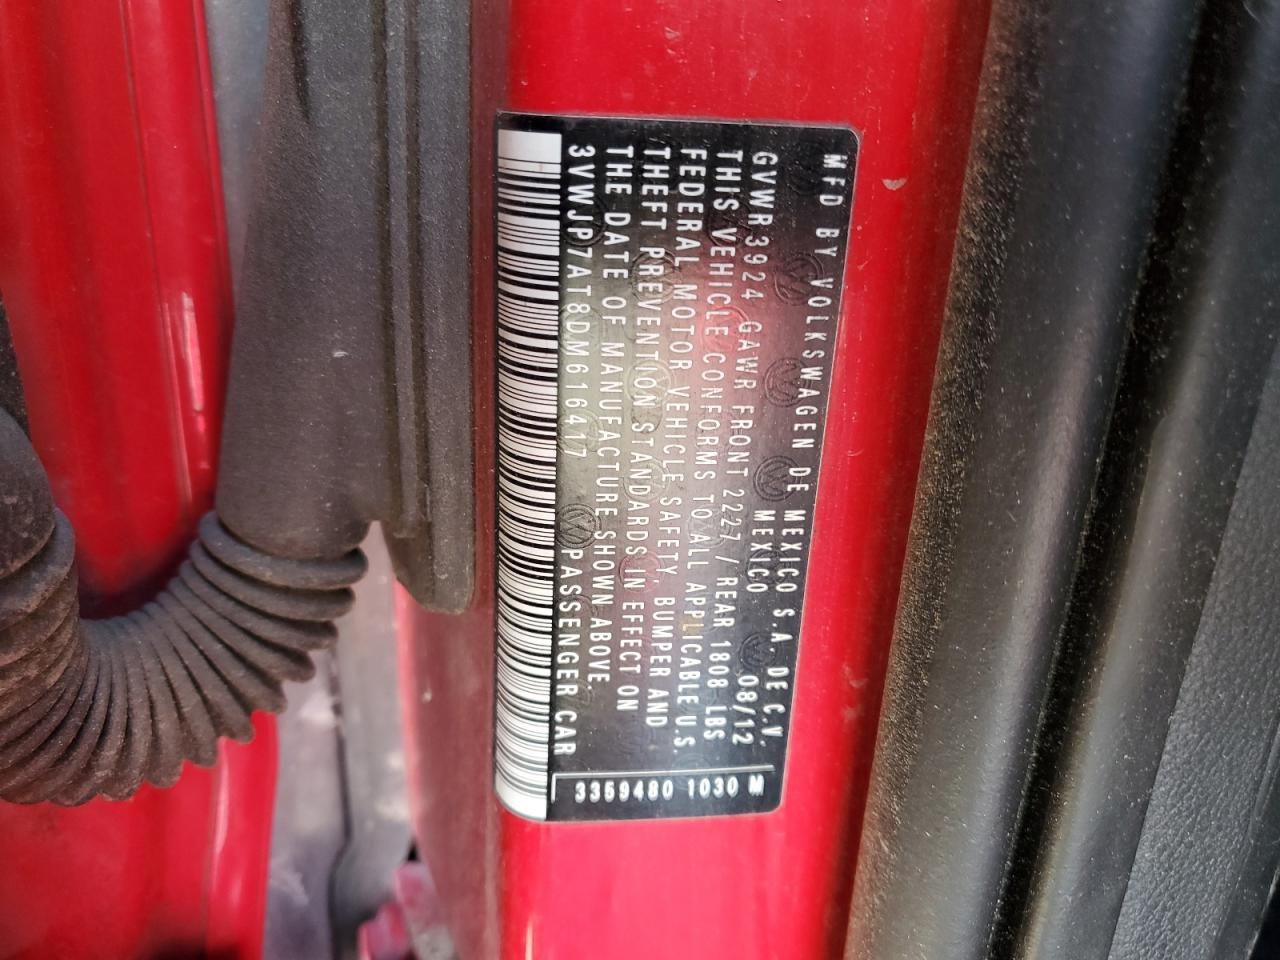 MFD BY VOLKSWAGEN DE MEXICO S.A. DE C.V.
MEXICO 08/12
GVWR 3924 GAWR FRONT 2227 / REAR 1808 LBS
THIS VEHICLE CONFORMS TO ALL APPLICABLE U.S.
FEDERAL MOTOR VEHICLE SAFETY, BUMPER AND
THEFT PREVENTION STANDARDS IN EFFECT ON
THE DATE OF MANUFACTURE SHOWN ABOVE
3VWJP7AT8DM616417 PASSENGER CAR
3359480 1030 M